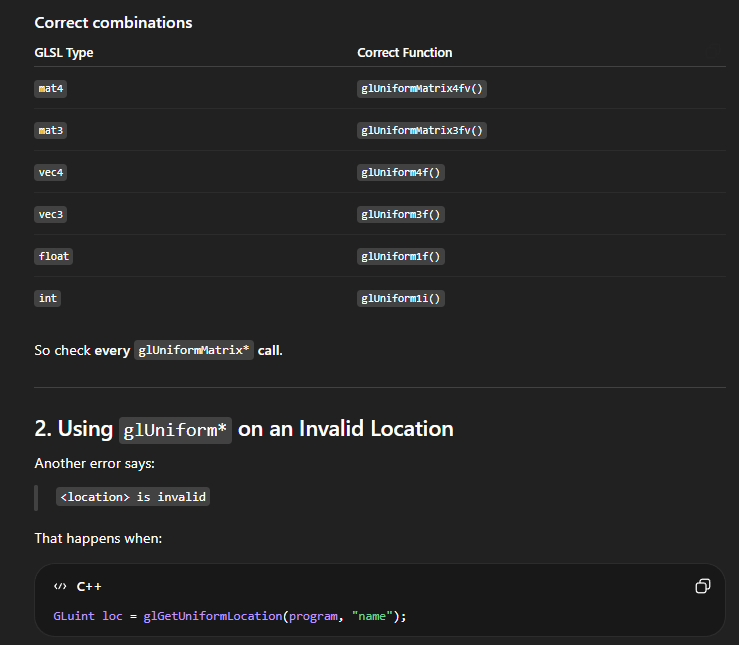 Correct combinations
GLSL Type Correct Function
mat4 glUniformMatrix4fv()
mat3 glUniformMatrix3fv()
vec4 glUniform4f()
vec3 glUniform3f()
float glUniform1f()
int glUniform1i()
So check every glUniformMatrix* call.
2. Using glUniform* on an Invalid Location
Another error says:
<location> is invalid
That happens when:
</> C++
GLuint loc = glGetUniformLocation(program, "name");